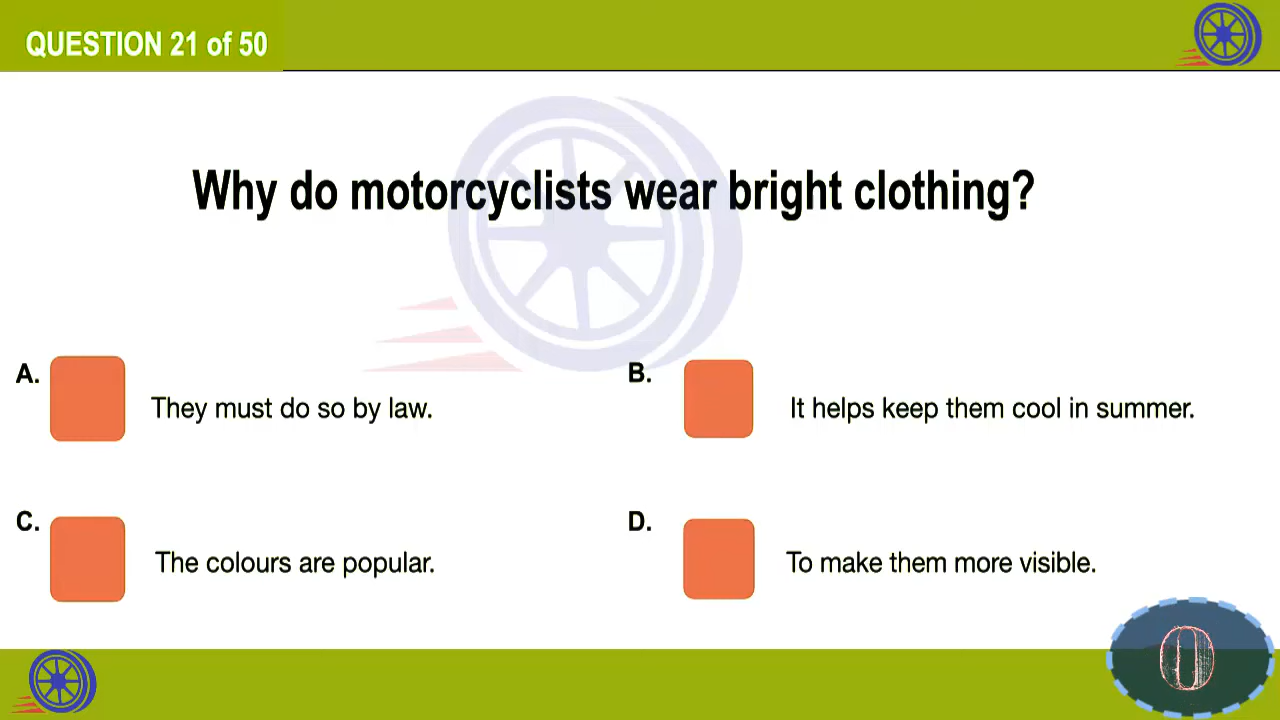 QUESTION 21 of 50
Why do motorcyclists wear bright clothing?
A.
They must do so by law.
B.
It helps keep them cool in summer.
C.
The colours are popular.
D.
To make them more visible.
0